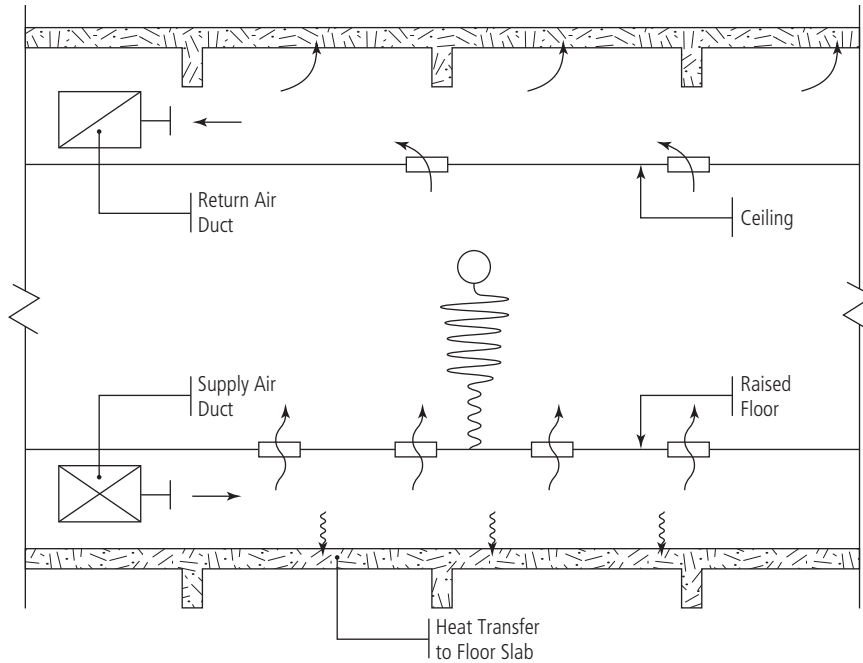 Return Air
Duct
Ceiling
Supply Air
Duct
Raised
Floor
Heat Transfer
to Floor Slab